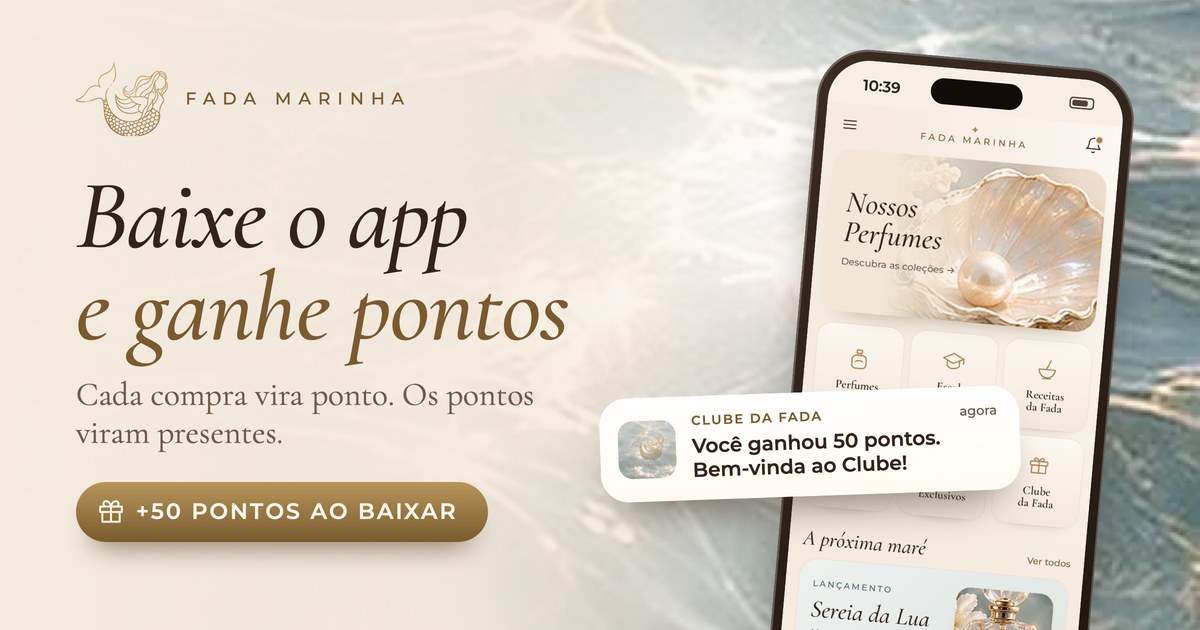 FADA MARINHA
Baixe o app
e ganhe pontos
Cada compra vira ponto. Os pontos
viram presentes.
+50 PONTOS AO BAIXAR
10:39
FADA MARINHA
Nossos
Perfumes
Descubra as coleções →
Perfumes
Receitas
da Fada
CLUBE DA FADA
agora
Você ganhou 50 pontos.
Bem-vinda ao Clube!
Exclusivos
Clube
da Fada
A próxima maré
Ver todos
LANÇAMENTO
Sereia da Lua